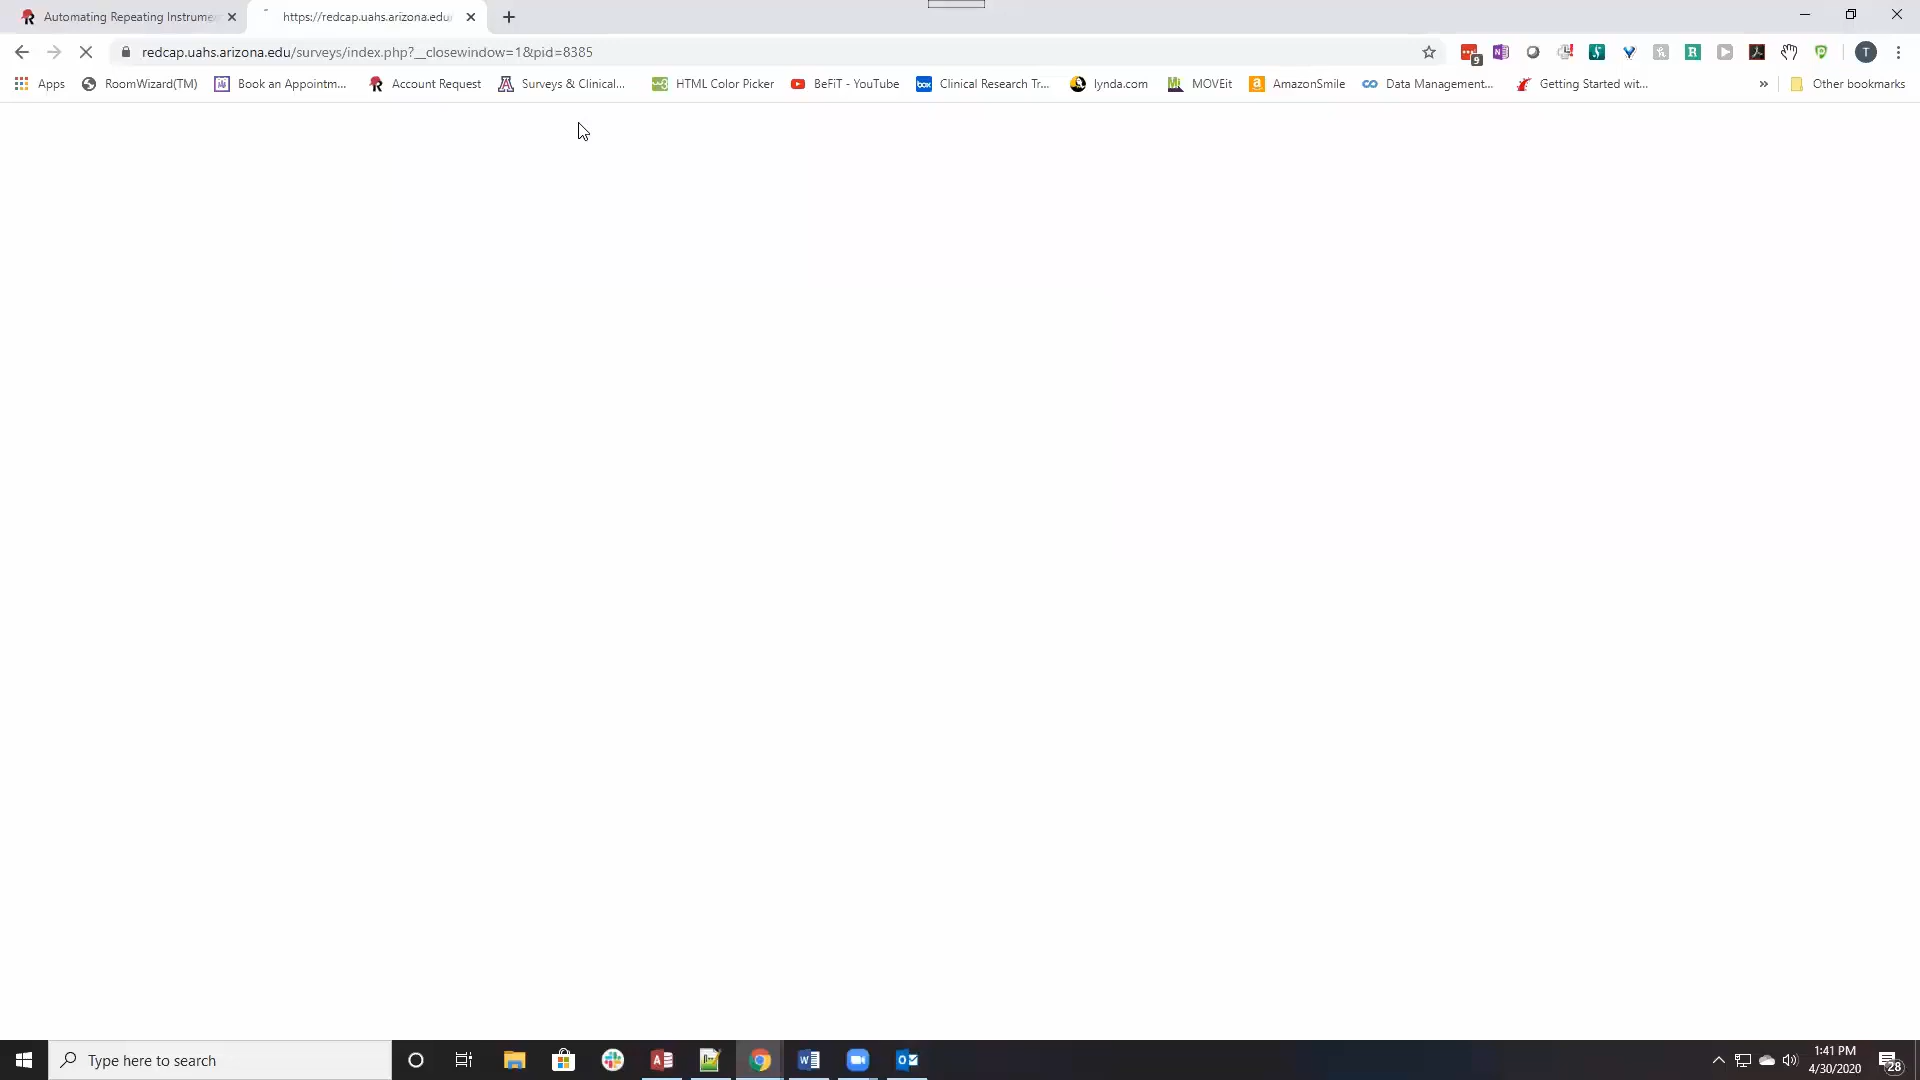 Automating Repeating Instrume
https://redcap.uahs.arizona.edu/
redcap.uahs.arizona.edu/surveys/index.php?__closewindow=1&pid=8385
9
T
Apps RoomWizard(TM) Book an Appointm... Account Request Surveys & Clinical... HTML Color Picker BeFiT - YouTube Clinical Research Tr... lynda.com MOVEit AmazonSmile Data Management... Getting Started wit... » Other bookmarks
Type here to search
1:41 PM
4/30/2020
28